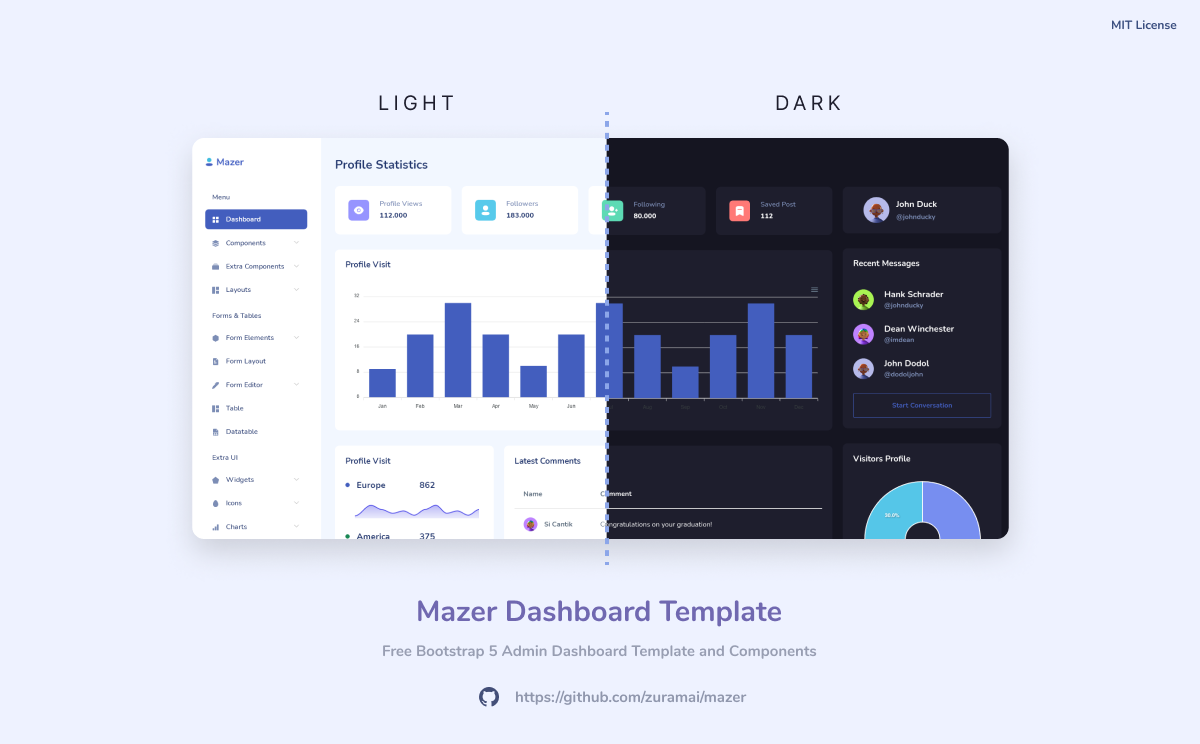 MIT License
LIGHT
DARK
Mazer
Menu
Dashboard
Components
Extra Components
Layouts
Forms & Tables
Form Elements
Form Layout
Form Editor
Table
Datatable
Extra UI
Widgets
Icons
Charts
Profile Statistics
Profile Views
112.000
Followers
183.000
Following
80.000
Saved Post
112
Profile Visit
32
24
16
8
0
Jan Feb Mar Apr May Jun Aug Sep Oct Nov Dec
Profile Visit
Europe 862
America 375
Latest Comments
Name Comment
Si Cantik Congratulations on your graduation!
John Duck
@johnducky
Recent Messages
Hank Schrader
@johnducky
Dean Winchester
@imdean
John Dodol
@dodoljohn
Start Conversation
Visitors Profile
30.0%
Mazer Dashboard Template
Free Bootstrap 5 Admin Dashboard Template and Components
https://github.com/zuramai/mazer